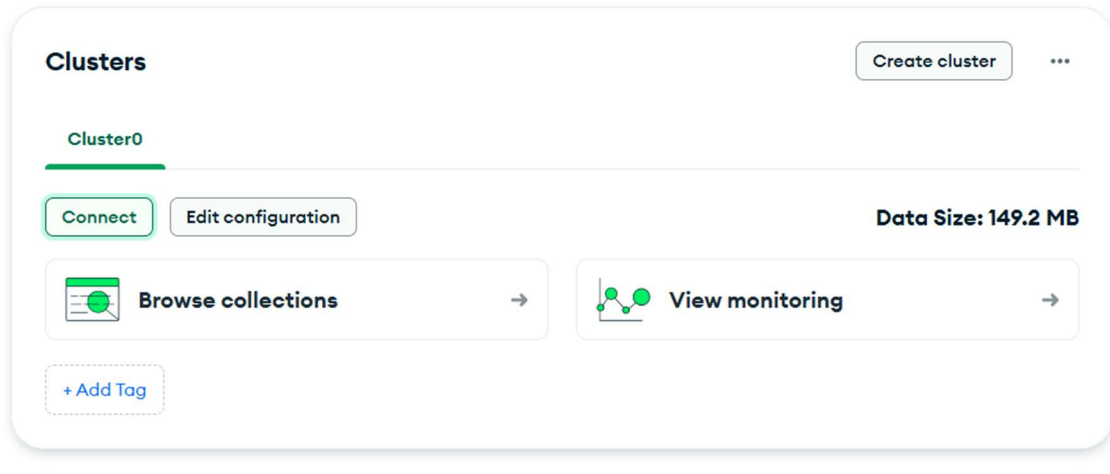 Clusters
Create cluster
Cluster0
Connect
Edit configuration
Data Size: 149.2 MB
Browse collections
View monitoring
+ Add Tag